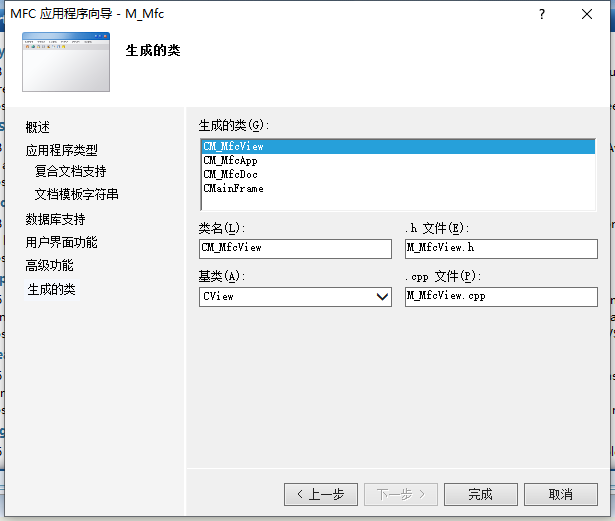 MFC 应用程序向导 - M_Mfc
?
生成的类
概述
应用程序类型
复合文档支持
文档模板字符串
数据库支持
用户界面功能
高级功能
生成的类
生成的类(G):
CM_MfcView
CM_MfcApp
CM_MfcDoc
CMainFrame
类名(L):
.h 文件(E):
CM_MfcView
M_MfcView.h
基类(A):
.cpp 文件(P):
CView
M_MfcView.cpp
< 上一步
下一步 >
完成
取消